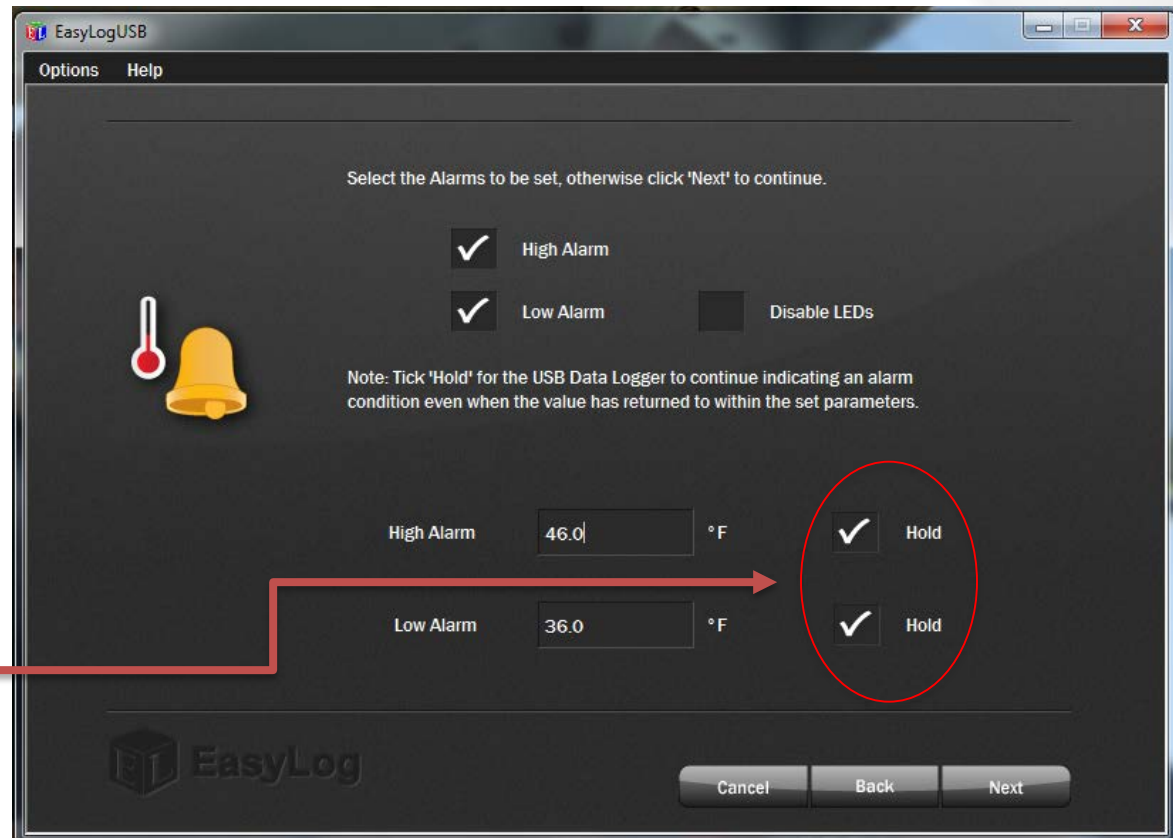 EasyLogUSB
Options Help
Select the Alarms to be set, otherwise click 'Next' to continue.
High Alarm
Low Alarm Disable LEDs
Note: Tick 'Hold' for the USB Data Logger to continue indicating an alarm
condition even when the value has returned to within the set parameters.
High Alarm 46.0 °F Hold
Low Alarm 36.0 °F Hold
EL EasyLog
Cancel Back Next